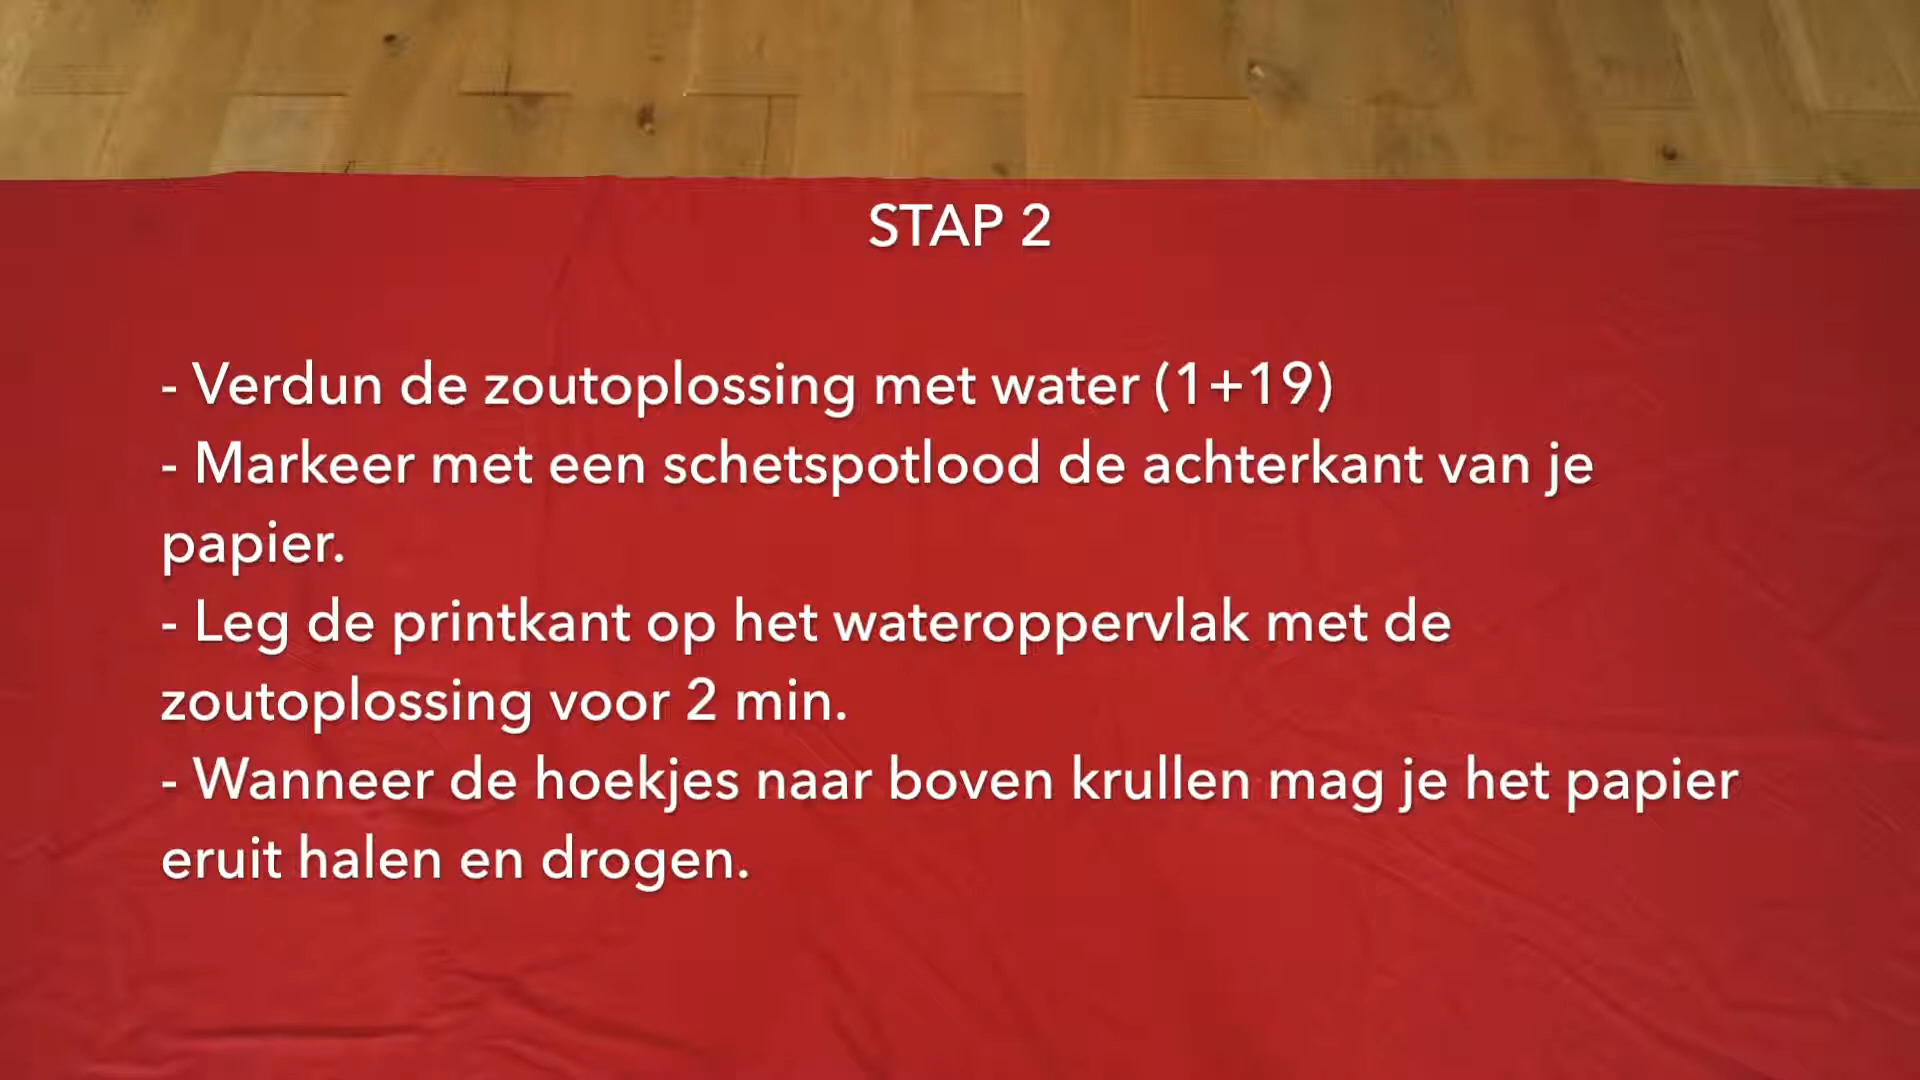 STAP 2
- Verdun de zoutoplossing met water (1+19)
- Markeer met een schetspotlood de achterkant van je
papier.
- Leg de printkant op het wateroppervlak met de
zoutoplossing voor 2 min.
- Wanneer de hoekjes naar boven krullen mag je het papier
eruit halen en drogen.